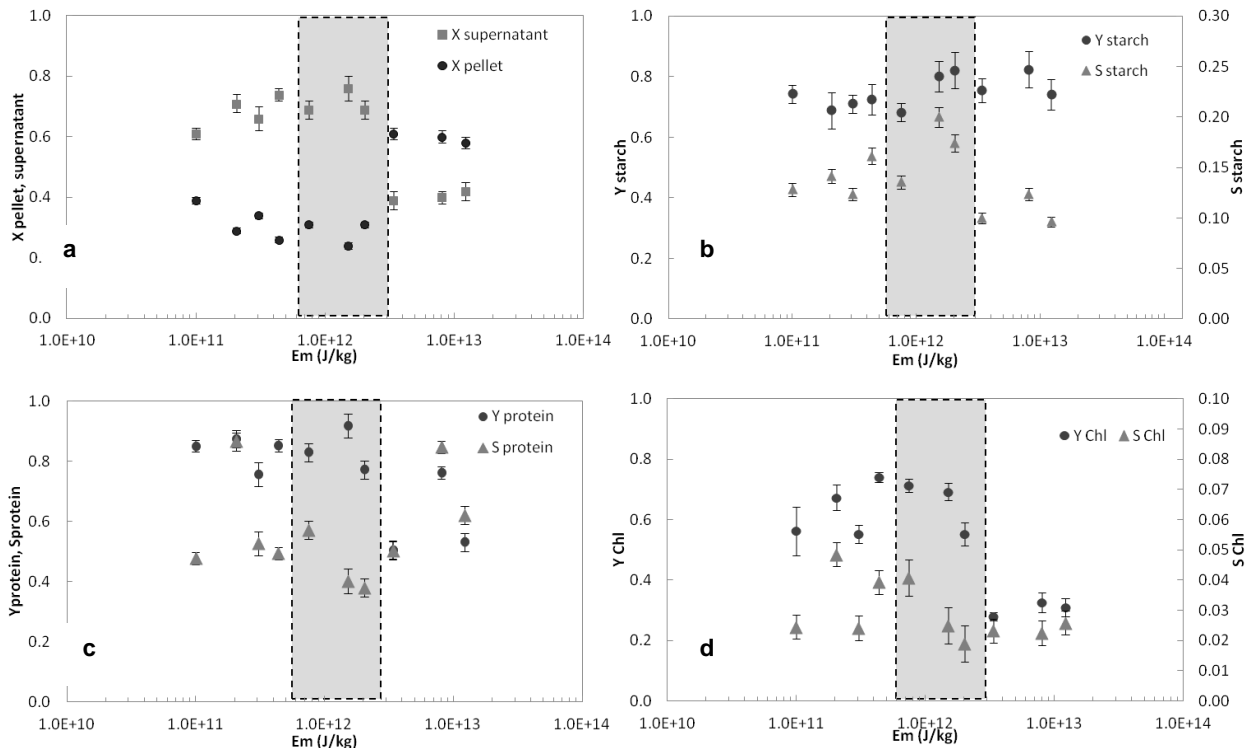 1.0
0.8
0.6
0.4
0.
0.0
X pellet, supernatant
X supernatant
X pellet
a
1.0E+10 1.0E+11 1.0E+12 1.0E+13 1.0E+14
Em (J/kg)
1.0
0.8
0.6
0.4
0.2
0.0
Y starch
Y starch
S starch
b
0.30
0.25
0.20
0.15
0.10
0.05
0.00
S starch
1.0E+10 1.0E+11 1.0E+12 1.0E+13 1.0E+14
Em (J/kg)
1.0
0.8
0.6
0.4
0.2
0.0
Yprotein, Sprotein
Y protein
S protein
c
1.0E+10 1.0E+11 1.0E+12 1.0E+13 1.0E+14
Em (J/kg)
1.0
0.8
0.6
0.4
0.2
0.0
Y Chl
Y Chl S Chl
d
0.10
0.09
0.08
0.07
0.06
0.05
0.04
0.03
0.02
0.01
0.00
S Chl
1.0E+10 1.0E+11 1.0E+12 1.0E+13 1.0E+14
Em (J/kg)